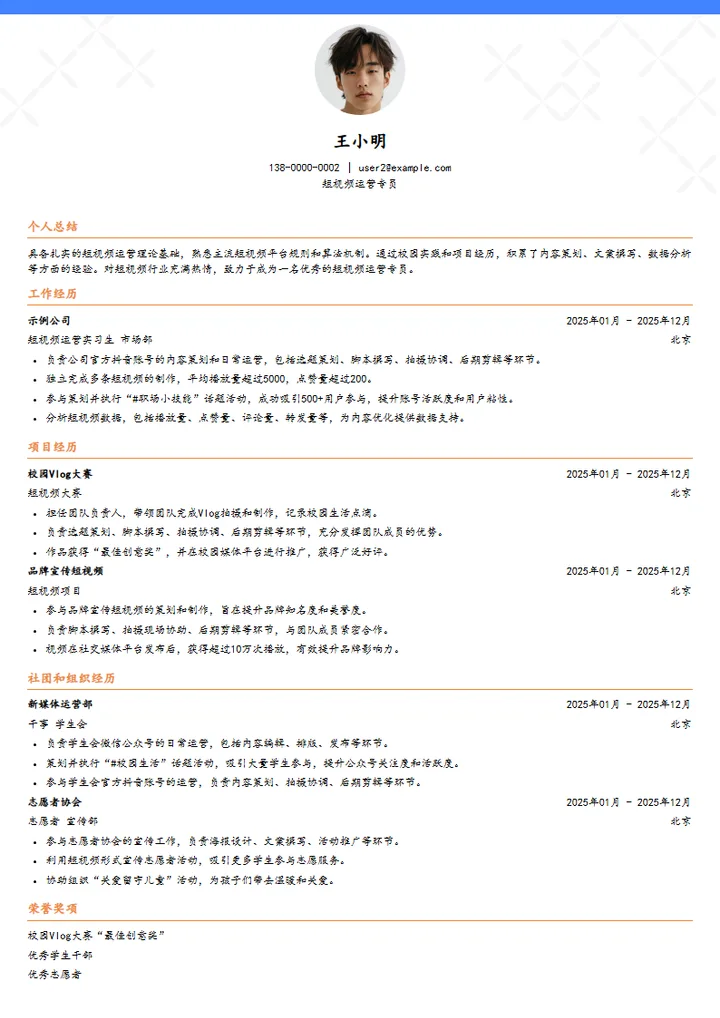 王小明
138-0000-0002 | user2@example.com
短视频运营专员
个人总结
具备扎实的短视频运营理论基础，熟悉主流短视频平台规则和算法机制。通过校园实践和项目经历，积累了内容策划、文案撰写、数据分析
等方面的经验。对短视频行业充满热情，致力于成为一名优秀的短视频运营专员。
工作经历
示例公司 2025年01月 - 2025年12月
短视频运营实习生 市场部 北京
• 负责公司官方抖音账号的内容策划和日常运营，包括选题策划、脚本撰写、拍摄协调、后期剪辑等环节。
• 独立完成多条短视频的制作，平均播放量超过5000，点赞量超过200。
• 参与策划并执行“#职场小技能”话题活动，成功吸引500+用户参与，提升账号活跃度和用户粘性。
• 分析短视频数据，包括播放量、点赞量、评论量、转发量等，为内容优化提供数据支持。
项目经历
校园Vlog大赛 2025年01月 - 2025年12月
短视频大赛 北京
• 担任团队负责人，带领团队完成Vlog拍摄和制作，记录校园生活点滴。
• 负责选题策划、脚本撰写、拍摄协调、后期剪辑等环节，充分发挥团队成员的优势。
• 作品获得“最佳创意奖”，并在校园媒体平台进行推广，获得广泛好评。
品牌宣传短视频 2025年01月 - 2025年12月
短视频项目 北京
• 参与品牌宣传短视频的策划和制作，旨在提升品牌知名度和美誉度。
• 负责脚本撰写、拍摄现场协助、后期剪辑等环节，与团队成员紧密合作。
• 视频在社交媒体平台发布后，获得超过10万次播放，有效提升品牌影响力。
社团和组织经历
新媒体运营部 2025年01月 - 2025年12月
干事 学生会 北京
• 负责学生会微信公众号的日常运营，包括内容编辑、排版、发布等环节。
• 策划并执行“#校园生活”话题活动，吸引大量学生参与，提升公众号关注度和活跃度。
• 参与学生会官方抖音账号的运营，负责内容策划、拍摄协调、后期剪辑等环节。
志愿者协会 2025年01月 - 2025年12月
志愿者 宣传部 北京
• 参与志愿者协会的宣传工作，负责海报设计、文案撰写、活动推广等环节。
• 利用短视频形式宣传志愿者活动，吸引更多学生参与志愿服务。
• 协助组织“关爱留守儿童”活动，为孩子们带去温暖和关爱。
荣誉奖项
校园Vlog大赛“最佳创意奖”
优秀学生干部
优秀志愿者